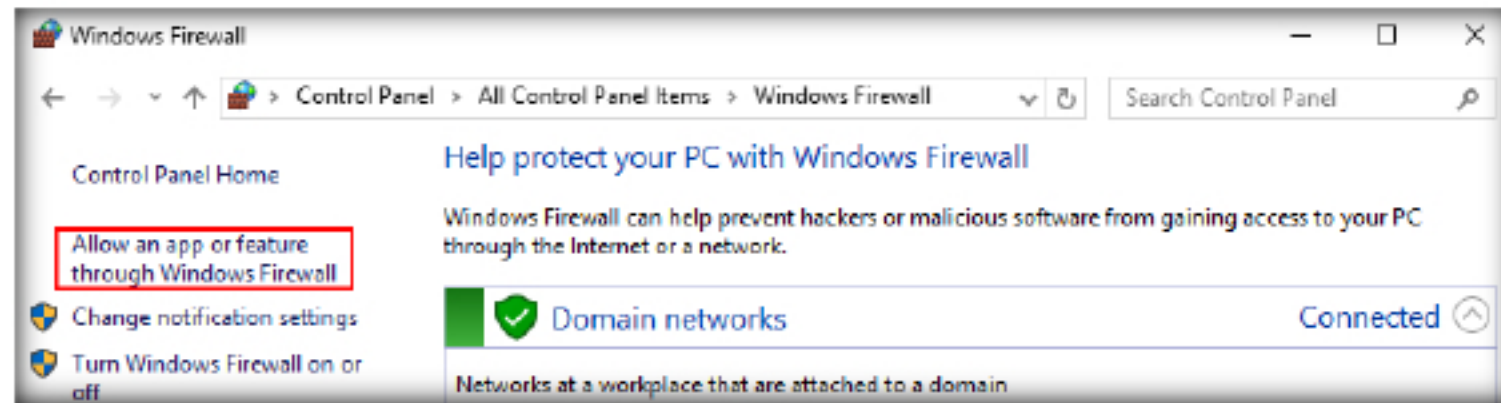 Windows Firewall
Control Panel > All Control Panel Items > Windows Firewall
Search Control Panel
Control Panel Home
Allow an app or feature
through Windows Firewall
Change notification settings
Turn Windows Firewall on or
off
Help protect your PC with Windows Firewall
Windows Firewall can help prevent hackers or malicious software from gaining access to your PC
through the Internet or a network.
Domain networks
Connected
Networks at a workplace that are attached to a domain